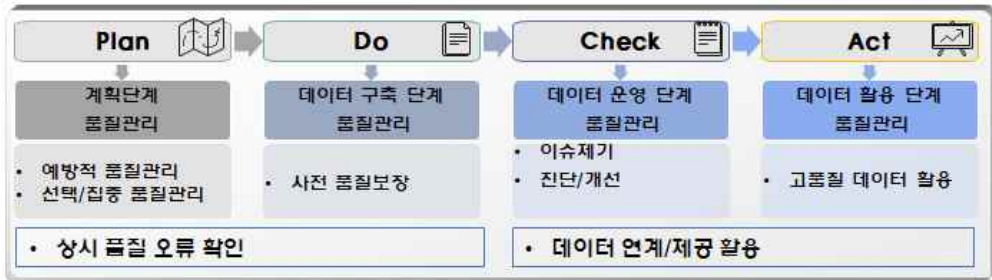 Plan
Do
Check
Act
계획단계
품질관리
데이터 구축 단계
품질관리
데이터 운영 단계
품질관리
데이터 활용 단계
품질관리
• 예방적 품질관리
• 선택/집중 품질관리
• 사전 품질보장
• 이슈제기
• 진단/개선
• 고품질 데이터 활용
• 상시 품질 오류 확인
• 데이터 연계/제공 활용